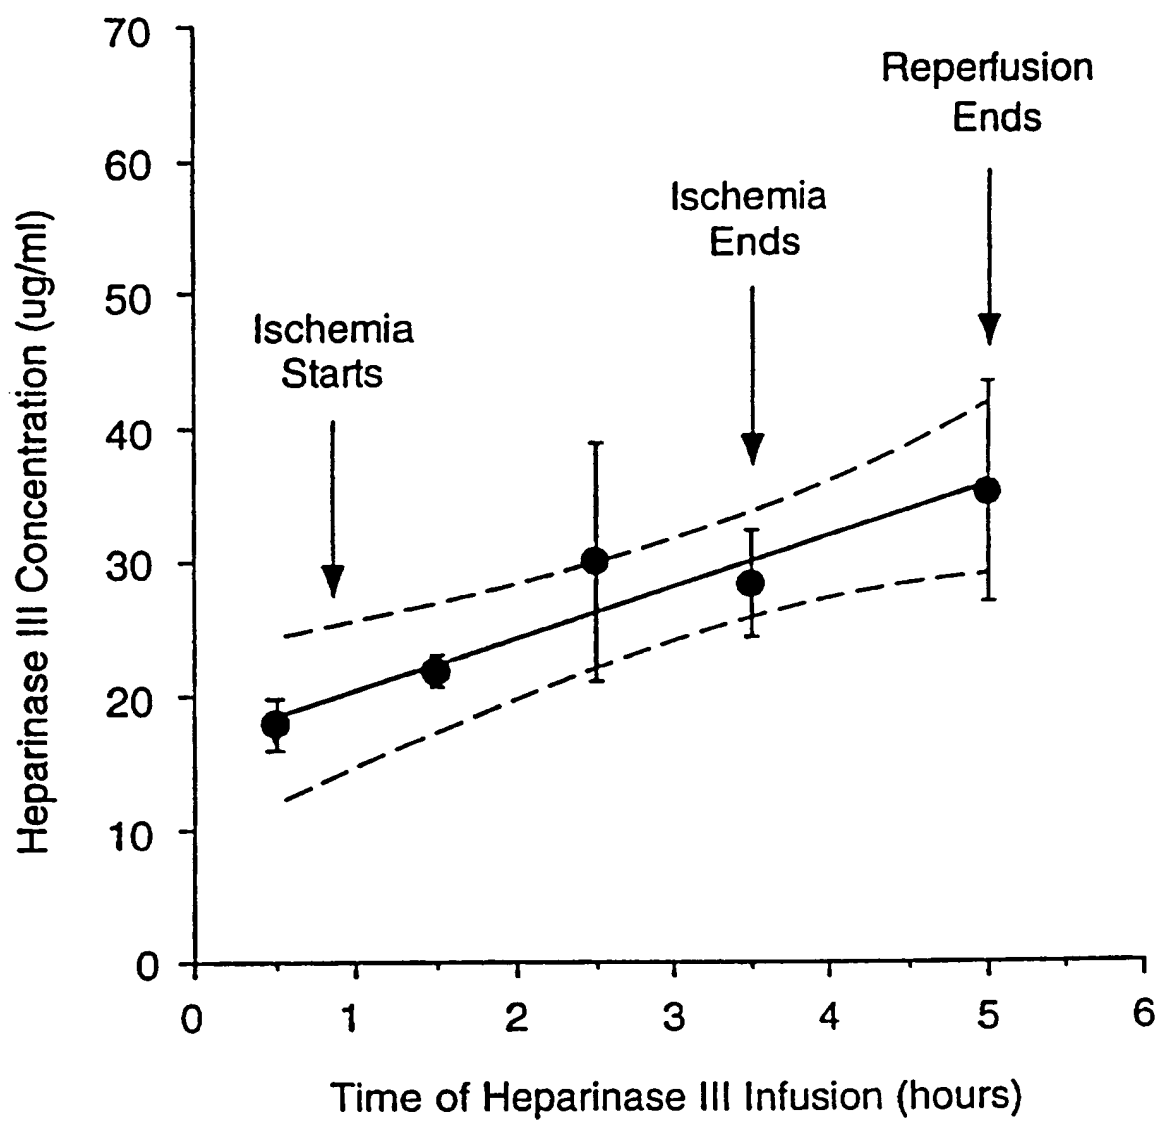 70
60
50
40
30
20
10
0
Heparinase III Concentration (ug/ml)
Reperfusion
Ends
Ischemia
Ends
Ischemia
Starts
0 1 2 3 4 5 6
Time of Heparinase III Infusion (hours)